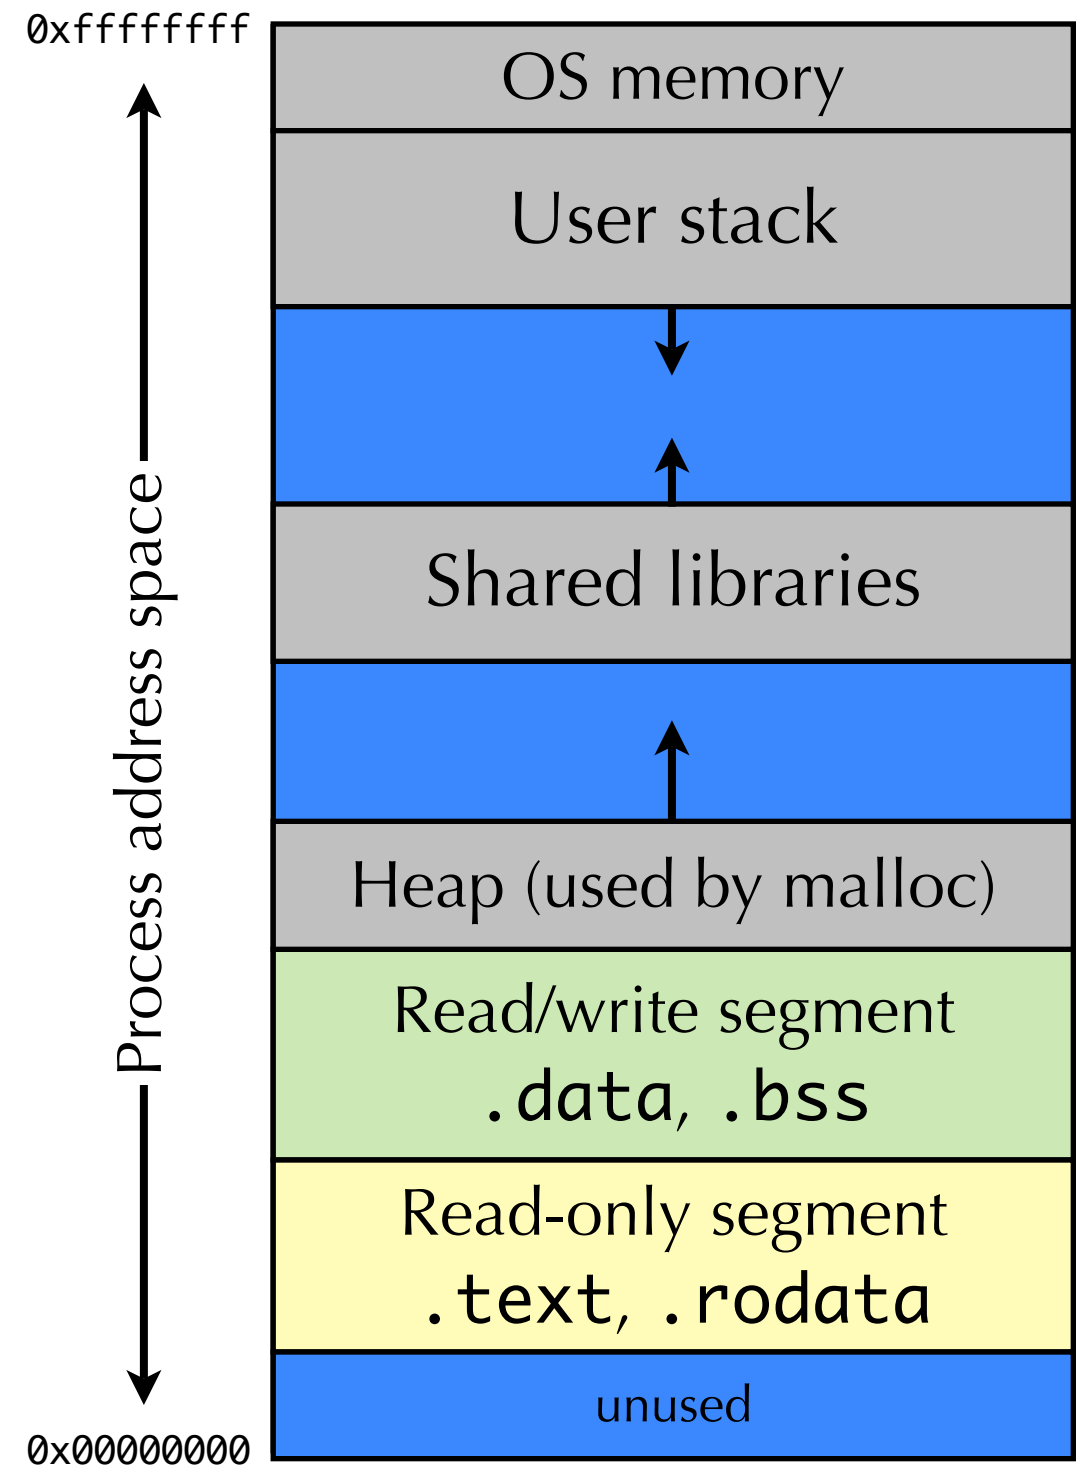 0xffffffff
OS memory
User stack
Shared libraries
Process address space
Heap (used by malloc)
Read/write segment
.data, .bss
Read-only segment
.text, .rodata
unused
0x00000000